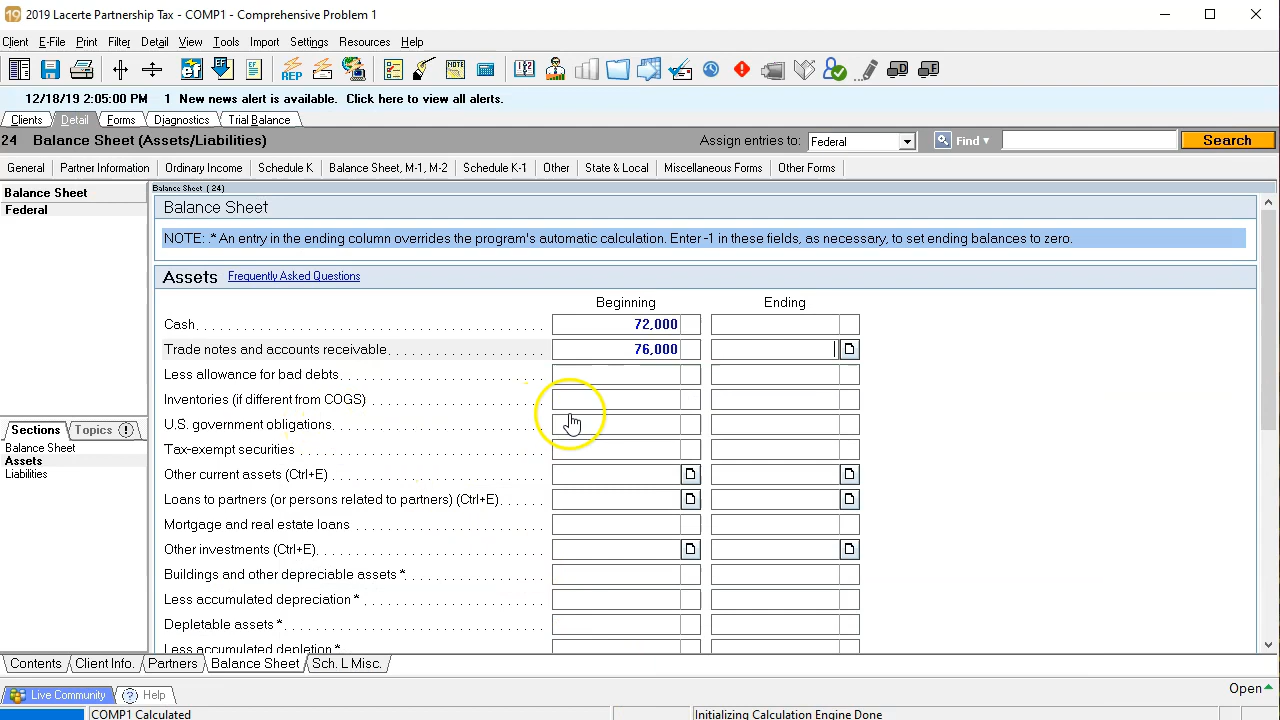 19 2019 Lacerte Partnership Tax - COMP1 - Comprehensive Problem 1
Client E-File Print Filter Detail View Tools Import Settings Resources Help
REP
12/18/19 2:05:00 PM 1 New news alert is available. Click here to view all alerts.
Clients Detail Forms Diagnostics Trial Balance
24 Balance Sheet (Assets/Liabilities) Assign entries to: Federal Find Search
General Partner Information Ordinary Income Schedule K Balance Sheet, M-1, M-2 Schedule K-1 Other State & Local Miscellaneous Forms Other Forms
Balance Sheet
Federal
Sections Topics
Balance Sheet
Assets
Liabilities
Balance Sheet (24)
Balance Sheet
NOTE: .* An entry in the ending column overrides the program's automatic calculation. Enter -1 in these fields, as necessary, to set ending balances to zero.
Assets Frequently Asked Questions
Beginning Ending
Cash 72,000
Trade notes and accounts receivable 76,000
Less allowance for bad debts
Inventories (if different from COGS)
U.S. government obligations
Tax-exempt securities
Other current assets (Ctrl+E)
Loans to partners (or persons related to partners) (Ctrl+E)
Mortgage and real estate loans
Other investments (Ctrl+E)
Buildings and other depreciable assets *
Less accumulated depreciation *
Depletable assets *
Less accumulated depletion *
Contents Client Info. Partners Balance Sheet Sch. L Misc.
Live Community Help Open
COMP1 Calculated Initializing Calculation Engine Done